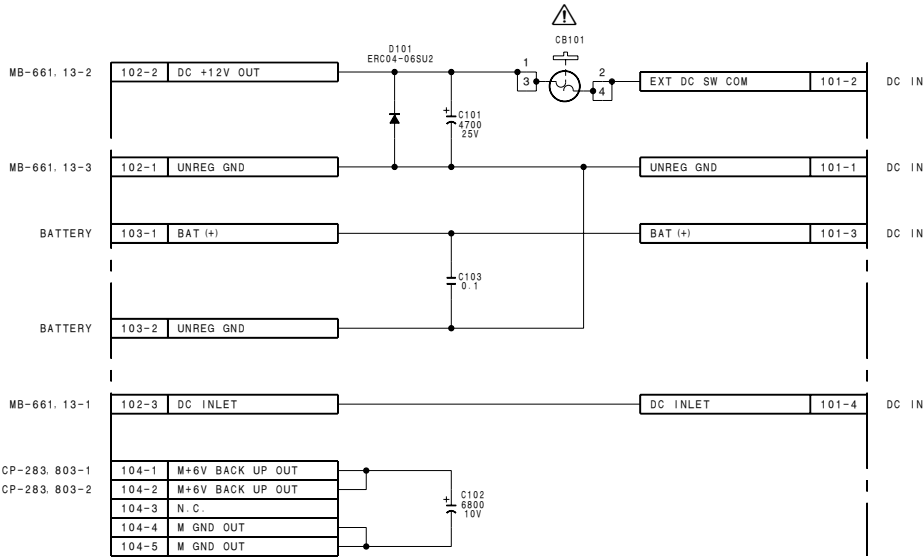 CB101
D101
ERC04-06SU2
MB-661, 13-2 102-2 DC +12V OUT 1 3 2 4 EXT DC SW COM 101-2 DC IN
+ C101
4700
25V
MB-661, 13-3 102-1 UNREG GND UNREG GND 101-1 DC IN
BATTERY 103-1 BAT (+) BAT (+) 101-3 DC IN
C103
0.1
BATTERY 103-2 UNREG GND
MB-661, 13-1 102-3 DC INLET DC INLET 101-4 DC IN
CP-283, 803-1 104-1 M+6V BACK UP OUT
CP-283, 803-2 104-2 M+6V BACK UP OUT
+ C102
6800
10V
104-3 N.C.
104-4 M GND OUT
104-5 M GND OUT